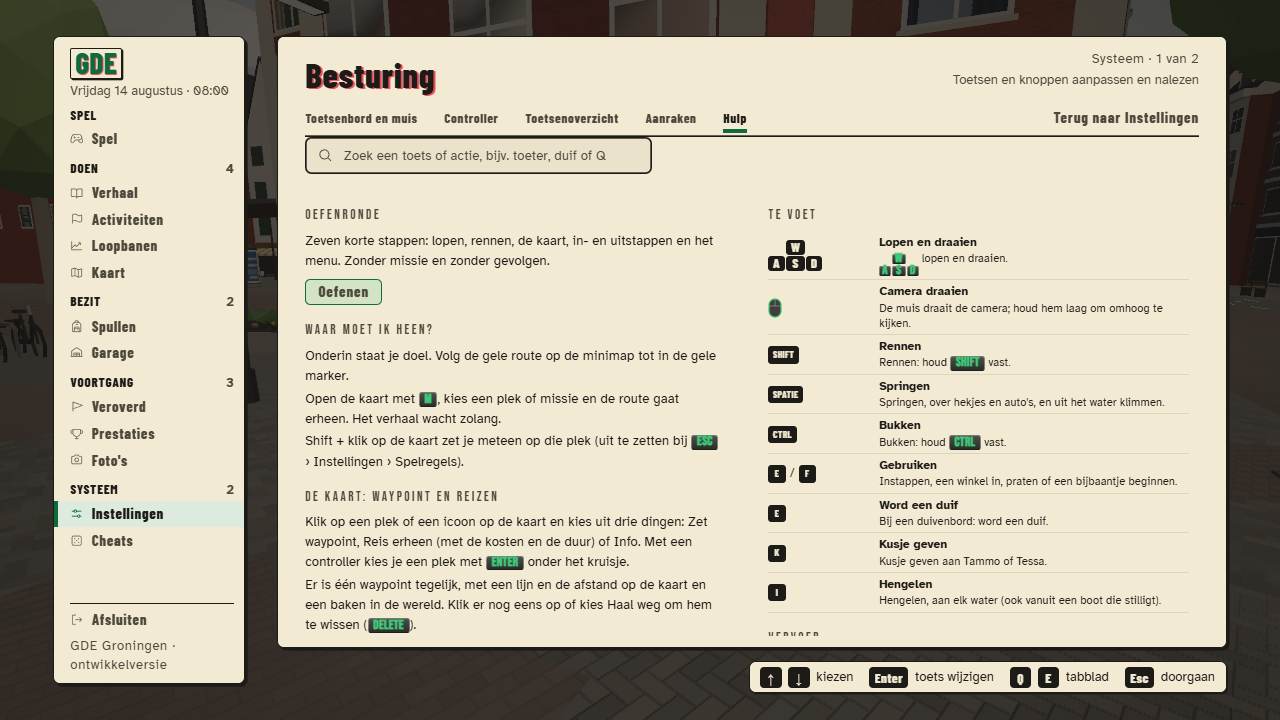 GDE
Vrijdag 14 augustus · 08:00
SPEL
Spel
DOEN 4
Verhaal
Activiteiten
Loopbanen
Kaart
BEZIT 2
Spullen
Garage
VOORTGANG 3
Veroverd
Prestaties
Foto's
SYSTEEM 2
Instellingen
Cheats
Afsluiten
GDE Groningen ·
ontwikkelversie
Besturing
Systeem · 1 van 2
Toetsen en knoppen aanpassen en nalezen
Toetsenbord en muis Controller Toetsenoverzicht Aanraken Hulp
Terug naar Instellingen
Zoek een toets of actie, bijv. toeter, duif of Q
OEFENRONDE
Zeven korte stappen: lopen, rennen, de kaart, in- en uitstappen en het
menu. Zonder missie en zonder gevolgen.
Oefenen
WAAR MOET IK HEEN?
Onderin staat je doel. Volg de gele route op de minimap tot in de gele
marker.
Open de kaart met M, kies een plek of missie en de route gaat
erheen. Het verhaal wacht zolang.
Shift + klik op de kaart zet je meteen op die plek (uit te zetten bij ESC
› Instellingen › Spelregels).
DE KAART: WAYPOINT EN REIZEN
Klik op een plek of een icoon op de kaart en kies uit drie dingen: Zet
waypoint, Reis erheen (met de kosten en de duur) of Info. Met een
controller kies je een plek met ENTER onder het kruisje.
Er is één waypoint tegelijk, met een lijn en de afstand op de kaart en
een baken in de wereld. Klik er nog eens op of kies Haal weg om hem
te wissen (DELETE).
TE VOET
W
A S D
Lopen en draaien
W
A S D lopen en draaien.
Camera draaien
De muis draait de camera; houd hem laag om omhoog te
kijken.
SHIFT
Rennen
Rennen: houd SHIFT vast.
SPATIE
Springen
Springen, over hekjes en auto's, en uit het water klimmen.
CTRL
Bukken
Bukken: houd CTRL vast.
E / F
Gebruiken
Instappen, een winkel in, praten of een bijbaantje beginnen.
E
Word een duif
Bij een duivenbord: word een duif.
K
Kusje geven
Kusje geven aan Tammo of Tessa.
I
Hengelen
Hengelen, aan elk water (ook vanuit een boot die stilligt).
VERVOER
↑ ↓ kiezen Enter toets wijzigen Q E tabblad Esc doorgaan